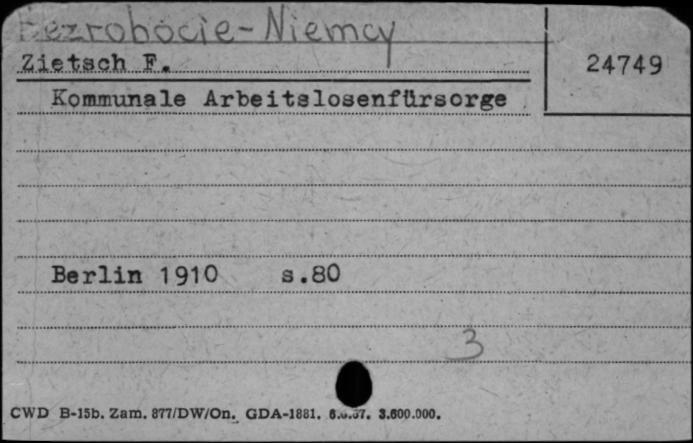 Bezrobocie - Niemcy
Zietsch F.
24749
Kommunale Arbeitslosenfürsorge
Berlin 1910 s.80
3
CWD B-15b. Zam. 877/DW/On. GDA-1881. 3.600.000.